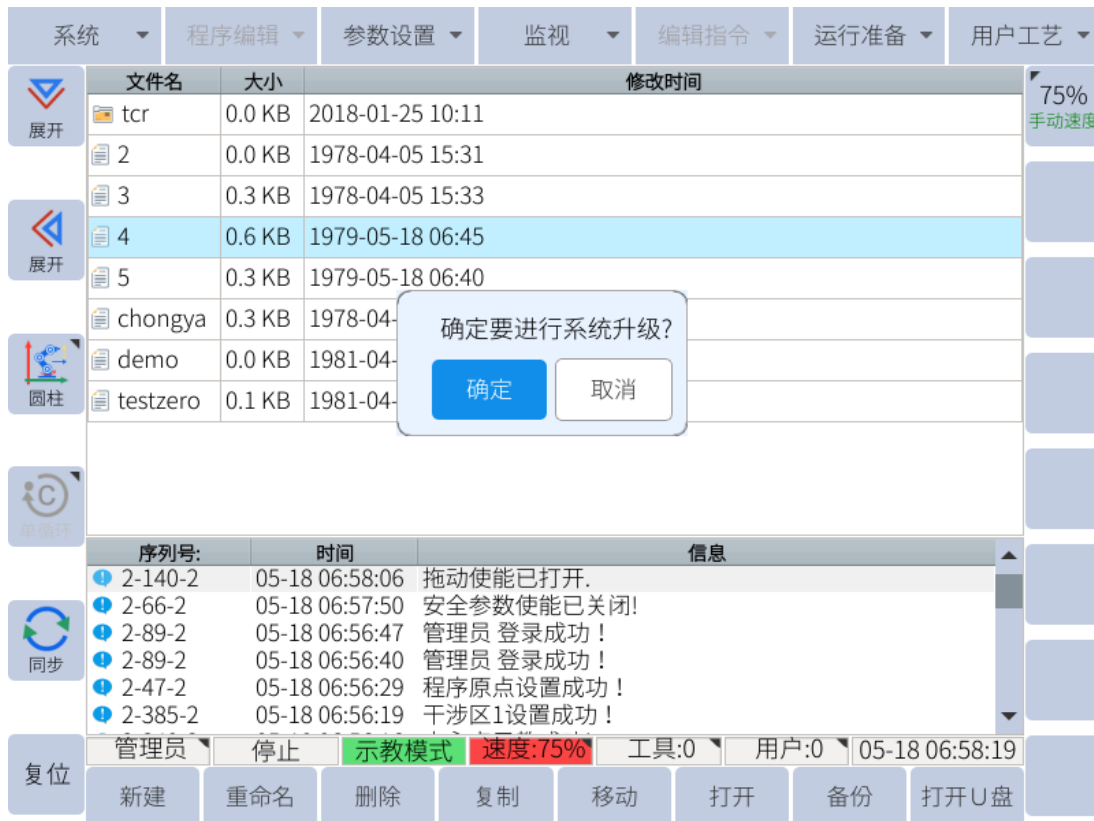 系统 程序编辑 参数设置 监视 编辑指令 运行准备 用户工艺
展开
展开
圆柱
单循环
同步
复位
文件名 大小 修改时间
tcr 0.0 KB 2018-01-25 10:11
2 0.0 KB 1978-04-05 15:31
3 0.3 KB 1978-04-05 15:33
4 0.6 KB 1979-05-18 06:45
5 0.3 KB 1979-05-18 06:40
chongya 0.3 KB 1978-04-
demo 0.0 KB 1981-04-
testzero 0.1 KB 1981-04-
确定要进行系统升级?
确定 取消
75%
手动速度
序列号: 时间 信息
2-140-2 05-18 06:58:06 拖动使能已打开.
2-66-2 05-18 06:57:50 安全参数使能已关闭!
2-89-2 05-18 06:56:47 管理员 登录成功！
2-89-2 05-18 06:56:40 管理员 登录成功！
2-47-2 05-18 06:56:29 程序原点设置成功！
2-385-2 05-18 06:56:19 干涉区1设置成功！
管理员 停止 示教模式 速度:75% 工具:0 用户:0 05-18 06:58:19
新建 重命名 删除 复制 移动 打开 备份 打开U盘